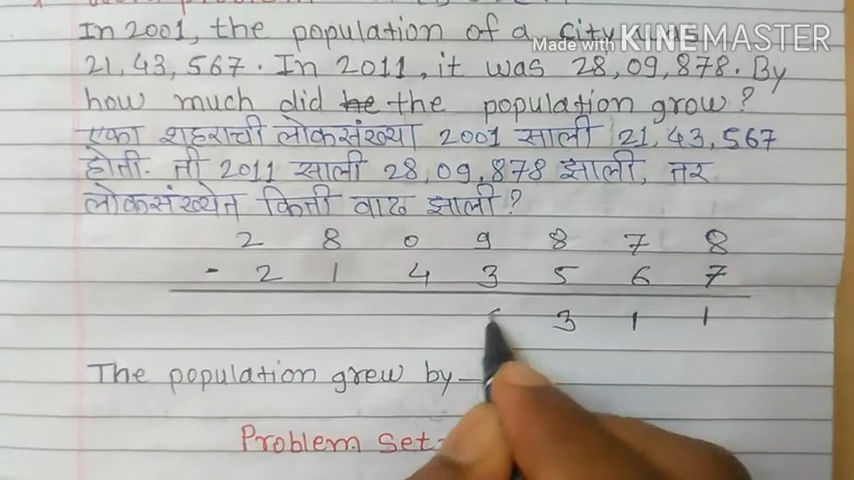 In 2001, the population of a city was
Made with KINEMASTER
21,43,567. In 2011, it was 28,09,878. By
how much did the population grow?
एका शहराची लोकसंख्या 2001 साली 21,43,567
होती. ती 2011 साली 28,09,878 झाली, तर
लोकसंख्येत किती वाढ झाली?
2 8 0 9 8 7 8
- 2 1 4 3 5 6 7
3 1 1
The population grew by
Problem Set